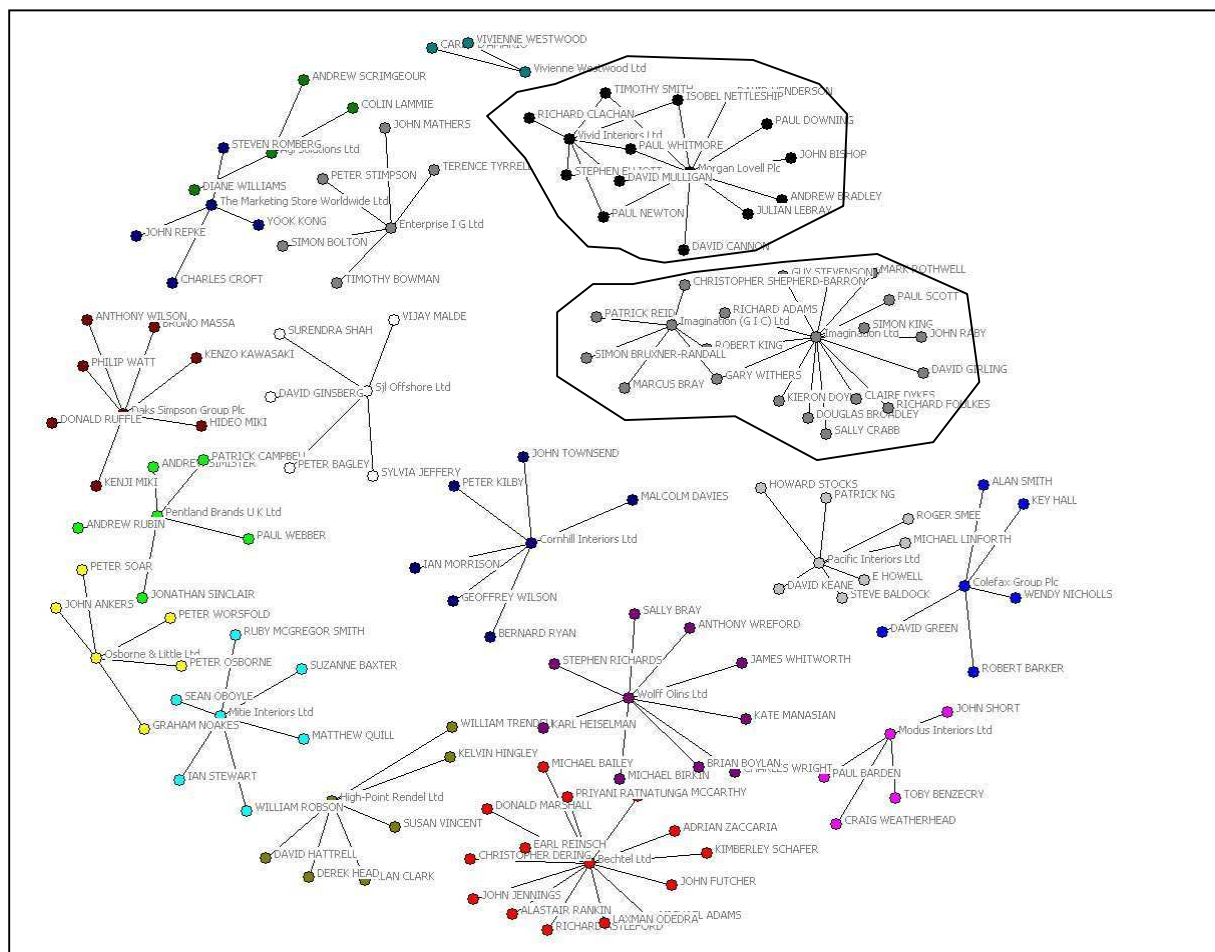 VIVIENNE WESTWOOD
Vivienne Westwood Ltd
ANDREW SCRIMGEOUR
COLIN LAMMIE
JOHN MATHERS
STEVEN ROMBERG
Solutions Ltd
TERENCE TYRRELL
PETER STIMPSON
DIANE WILLIAMS
The Marketing Store Worldwide Ltd
YOOK KONG
JOHN REPKE
Enterprise I G Ltd
SIMON BOLTON
CHARLES CROFT
TIMOTHY BOWMAN
TIMOTHY SMITH
ISOBEL NETTLESHIP
HENDERSON
RICHARD CLACHAN
PAUL DOWNING
Vivid Interiors Ltd
PAUL WHITMORE
JOHN BISHOP
STEPHEN ELLIOTT
Morgan Lovell Plc
DAVID MULLIGAN
ANDREW BRADLEY
PAUL NEWTON
JULIAN LEBRAY
DAVID CANNON
GUY STEVENSON
MARK ROTHWELL
CHRISTOPHER SHEPHERD-BARRON
PAUL SCOTT
PATRICK REID
RICHARD ADAMS
Imagination (G I C) Ltd
SIMON KING
Imagination Ltd
JOHN RABY
ROBERT KING
SIMON BRUXNER-RANDALL
GARY WITHERS
DAVID GIRLING
MARCUS BRAY
KIERON
CLAIRE DYKES
RICHARD FOULKES
DOUGLAS BROADLEY
SALLY CRABB
ANTHONY WILSON
BRUNO MASSA
PHILIP WATT
KENZO KAWASAKI
Daks Simpson Group Plc
DONALD RUFFLE
HIDEO MIKI
KENJI MIKI
SURENDRA SHAH
VIJAY MALDE
Sjl Offshore Ltd
DAVID GINSBERG
PETER BAGLEY
SYLVIA JEFFERY
PATRICK CAMPBELL
ANDREW SIMISTER
Pentland Brands U K Ltd
ANDREW RUBIN
PAUL WEBBER
JONATHAN SINCLAIR
JOHN TOWNSEND
PETER KILBY
MALCOLM DAVIES
Cornhill Interiors Ltd
IAN MORRISON
GEOFFREY WILSON
BERNARD RYAN
HOWARD STOCKS
PATRICK NG
ROGER SMEE
MICHAEL LINFORTH
Pacific Interiors Ltd
E HOWELL
DAVID KEANE
STEVE BALDOCK
ALAN SMITH
KEY HALL
Colefax Group Plc
WENDY NICHOLLS
DAVID GREEN
ROBERT BARKER
PETER SOAR
JOHN ANKERS
PETER WORSFOLD
Osborne & Little Ltd
PETER OSBORNE
GRAHAM NOAKES
RUBY MCGREGOR SMITH
SUZANNE BAXTER
SEAN OBOYLE
Mitie Interiors Ltd
MATTHEW QUILL
IAN STEWART
WILLIAM ROBSON
SALLY BRAY
ANTHONY WREFORD
STEPHEN RICHARDS
JAMES WHITWORTH
Wolff Olins Ltd
KARL HEISELMAN
KATE MANASIAN
BRIAN BOYLAN
CHARLES WRIGHT
MICHAEL BIRKIN
JOHN SHORT
Modus Interiors Ltd
PAUL BARDEN
TOBY BENZECRY
CRAIG WEATHERHEAD
WILLIAM
KELVIN HINGLEY
High-Point Rendel Ltd
SUSAN VINCENT
DAVID HATTRELL
DEREK HEAD
ALAN CLARK
MICHAEL BAILEY
PRIYANI RATNATUNGA
MCCARTHY
DONALD MARSHALL
ADRIAN ZACCARIA
EARL REINSCH
KIMBERLEY SCHAFER
CHRISTOPHER DERING
Bechtel Ltd
JOHN FUTCHER
JOHN JENNINGS
ALASTAIR RANKIN
ADAMS
LAXMAN ODEDRA
RICHARD ASTLEFORD